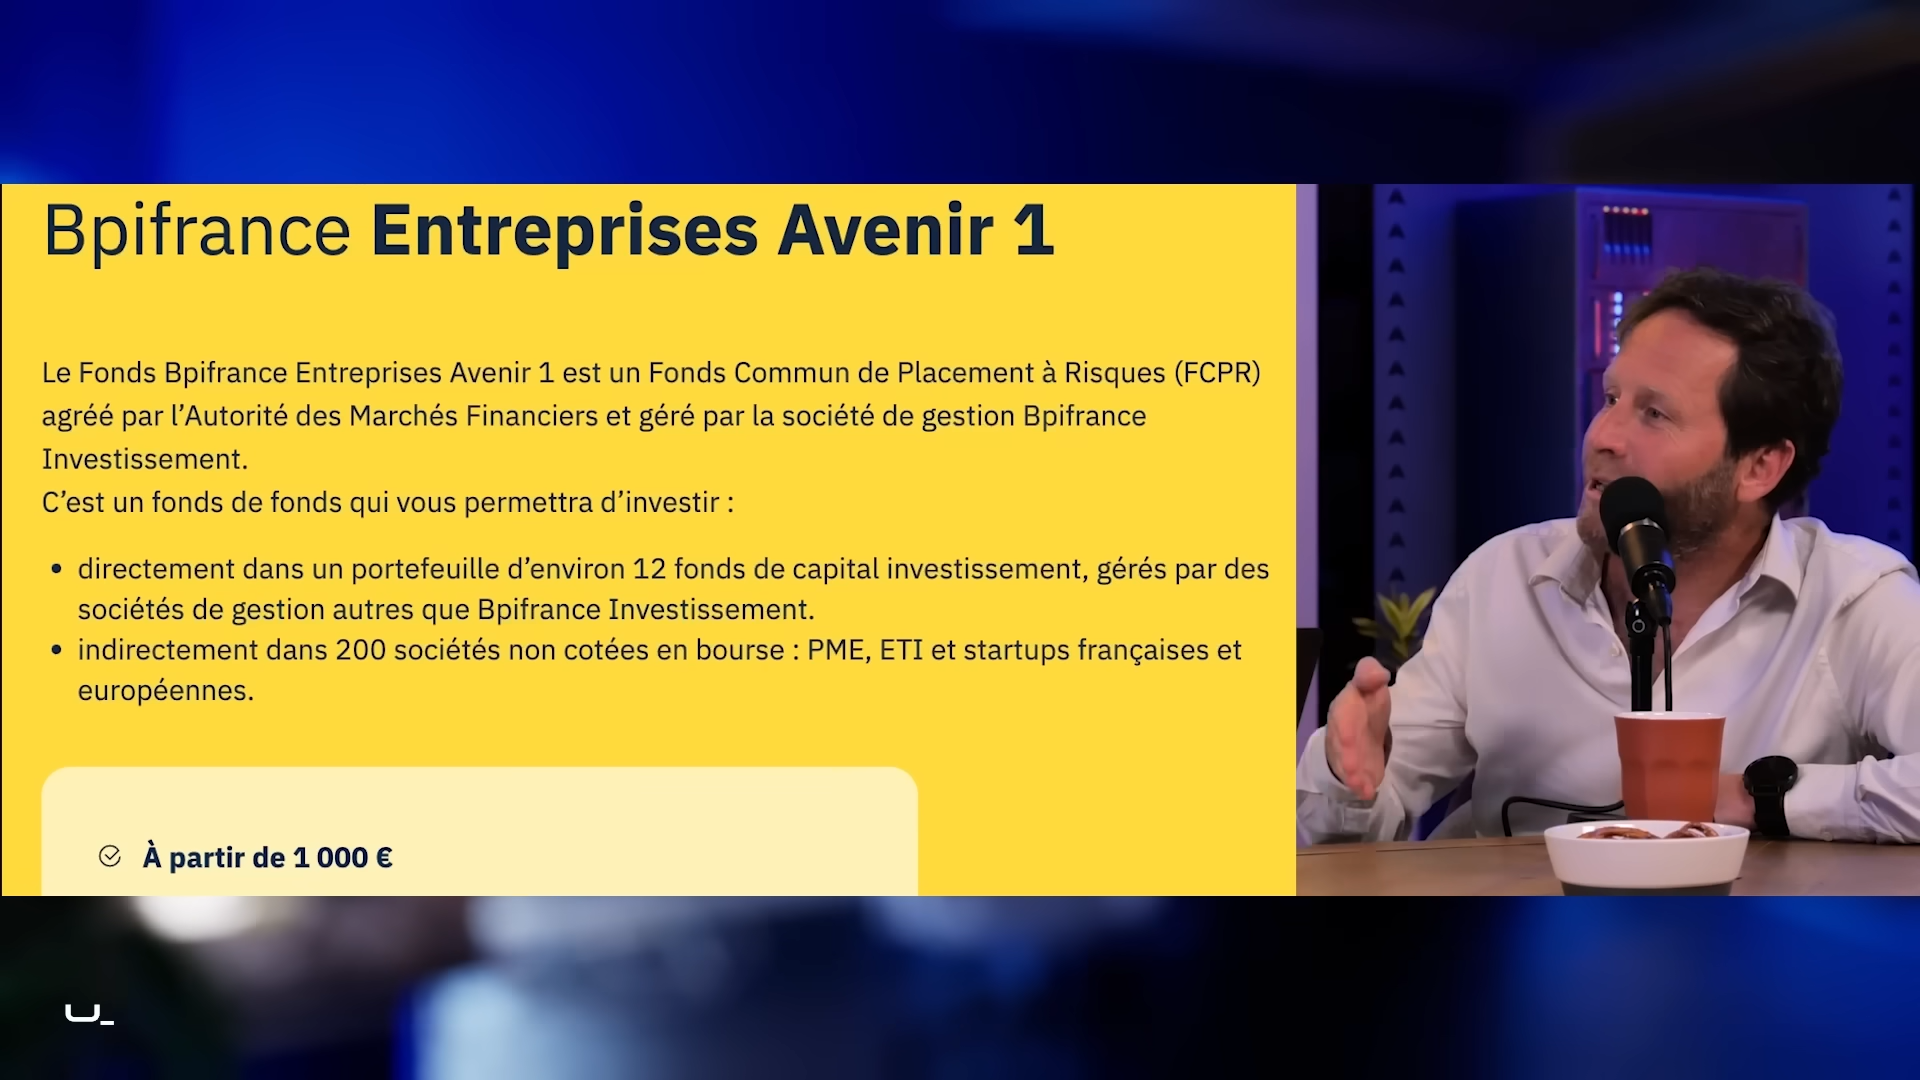 Bpifrance Entreprises Avenir 1
Le Fonds Bpifrance Entreprises Avenir 1 est un Fonds Commun de Placement à Risques (FCPR)
agréé par l’Autorité des Marchés Financiers et géré par la société de gestion Bpifrance
Investissement.
C’est un fonds de fonds qui vous permettra d’investir :
• directement dans un portefeuille d’environ 12 fonds de capital investissement, gérés par des
sociétés de gestion autres que Bpifrance Investissement.
• indirectement dans 200 sociétés non cotées en bourse : PME, ETI et startups françaises et
européennes.
À partir de 1 000 €